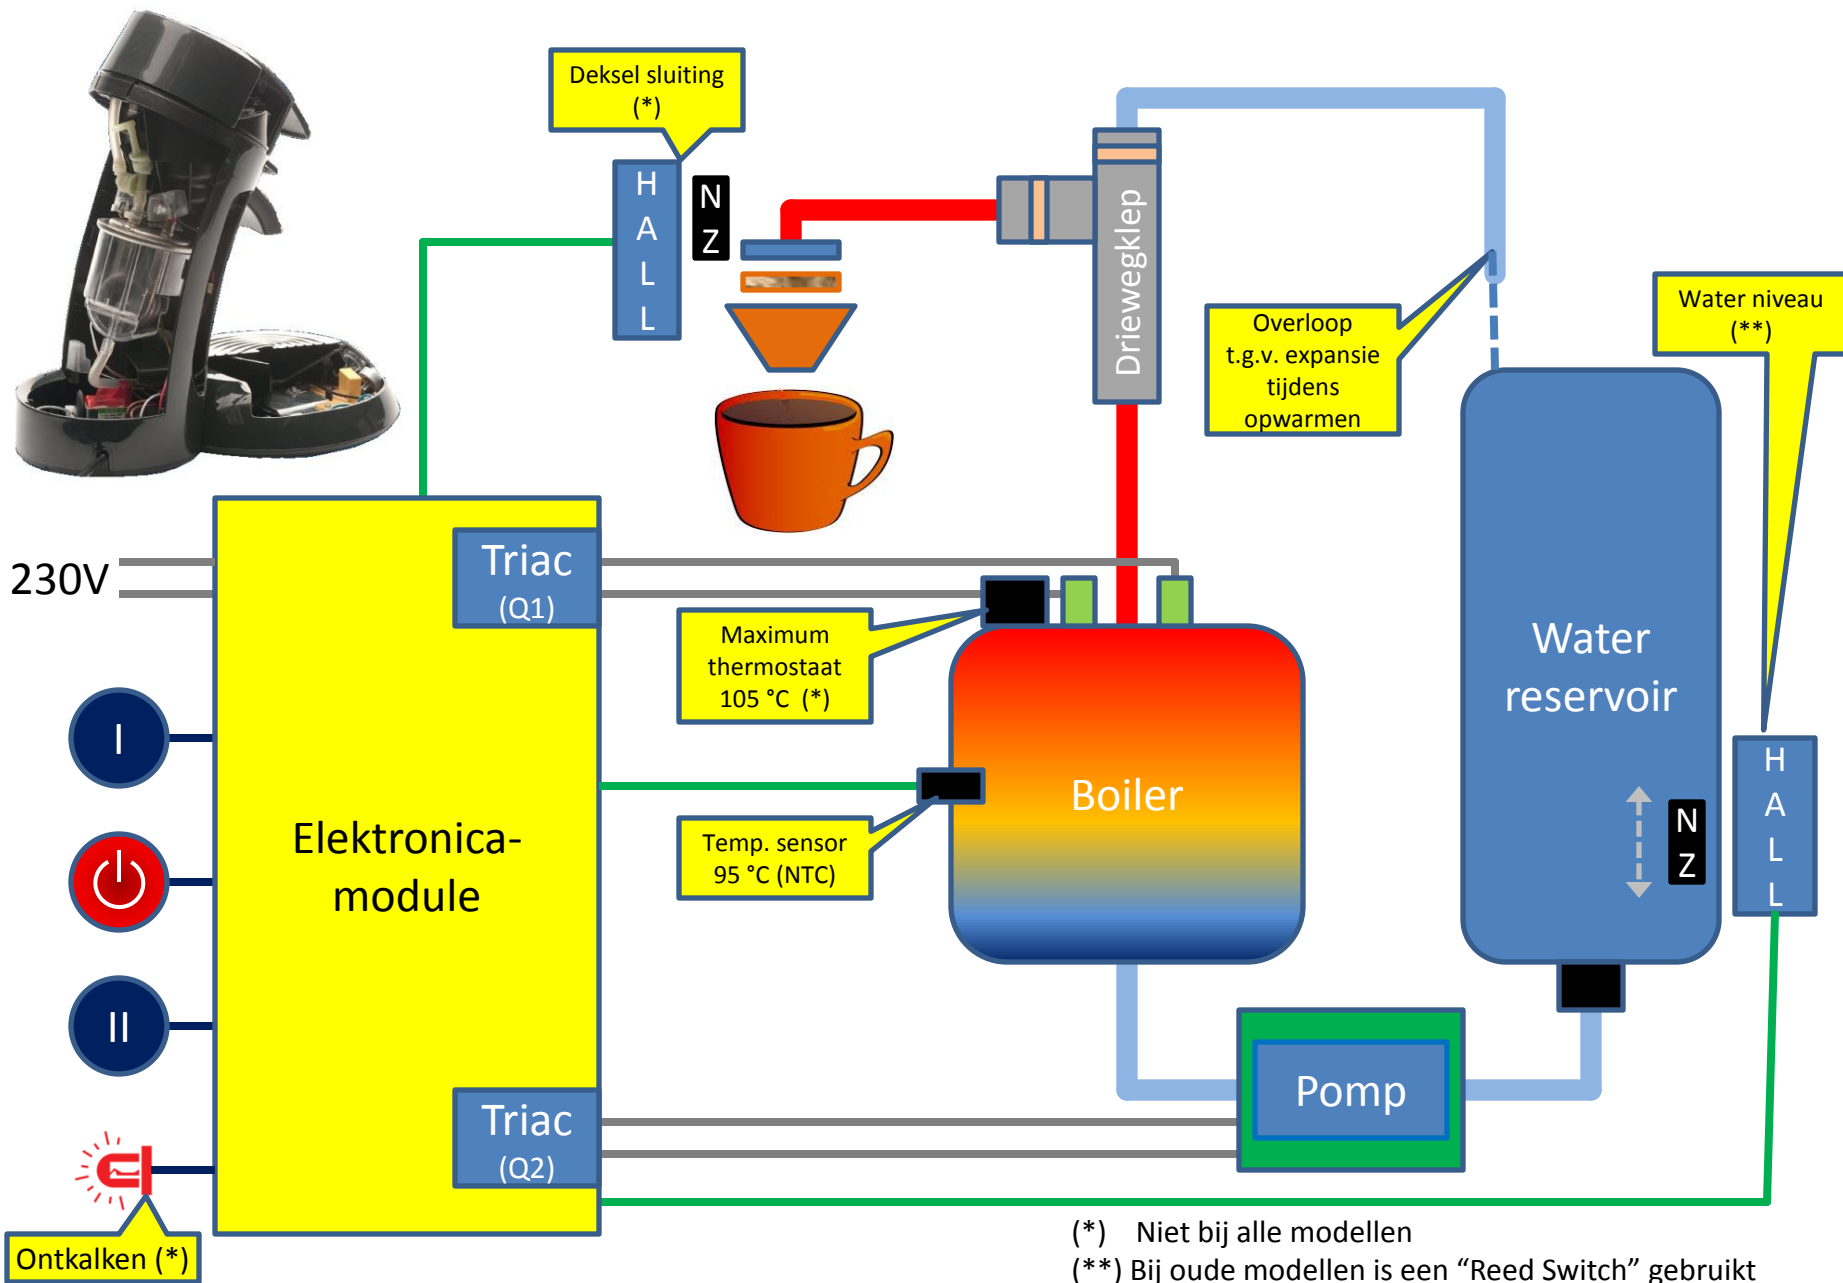 Deksel sluiting
(*)
H
A
L
L
N
Z
Driewegklep
Overloop
t.g.v. expansie
tijdens
opwarmen
Water niveau
(**)
230V
Triac
(Q1)
Maximum
thermostaat
105 °C (*)
Water
reservoir
I
Elektronica-
module
Temp. sensor
95 °C (NTC)
Boiler
N
Z
H
A
L
L
II
Triac
(Q2)
Pomp
Ontkalken (*)
(*) Niet bij alle modellen
(**) Bij oude modellen is een “Reed Switch” gebruikt